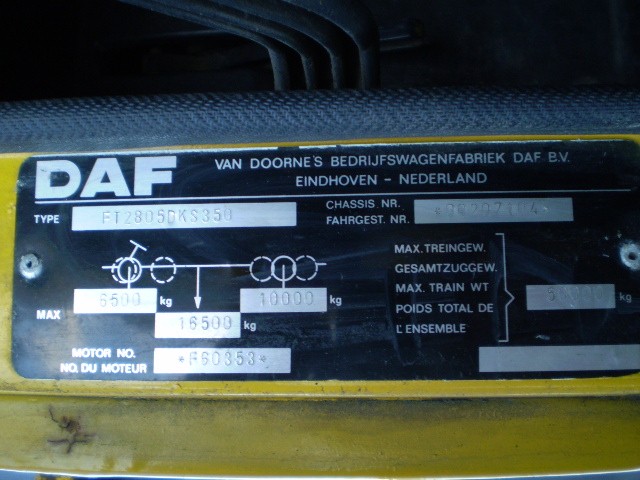 DAF VAN DOORNE'S BEDRIJFSWAGENFABRIEK DAF B.V.
EINDHOVEN - NEDERLAND
TYPE FT2805DKS350
CHASSIS. NR.
FAHRGEST. NR.
MAX 6500 kg 10000 kg
16500 kg
MAX. TREINGEW.
GESAMTZUGGEW.
MAX. TRAIN WT
POIDS TOTAL DE
L'ENSEMBLE
kg
MOTOR NO.
NO. DU MOTEUR *F60353*